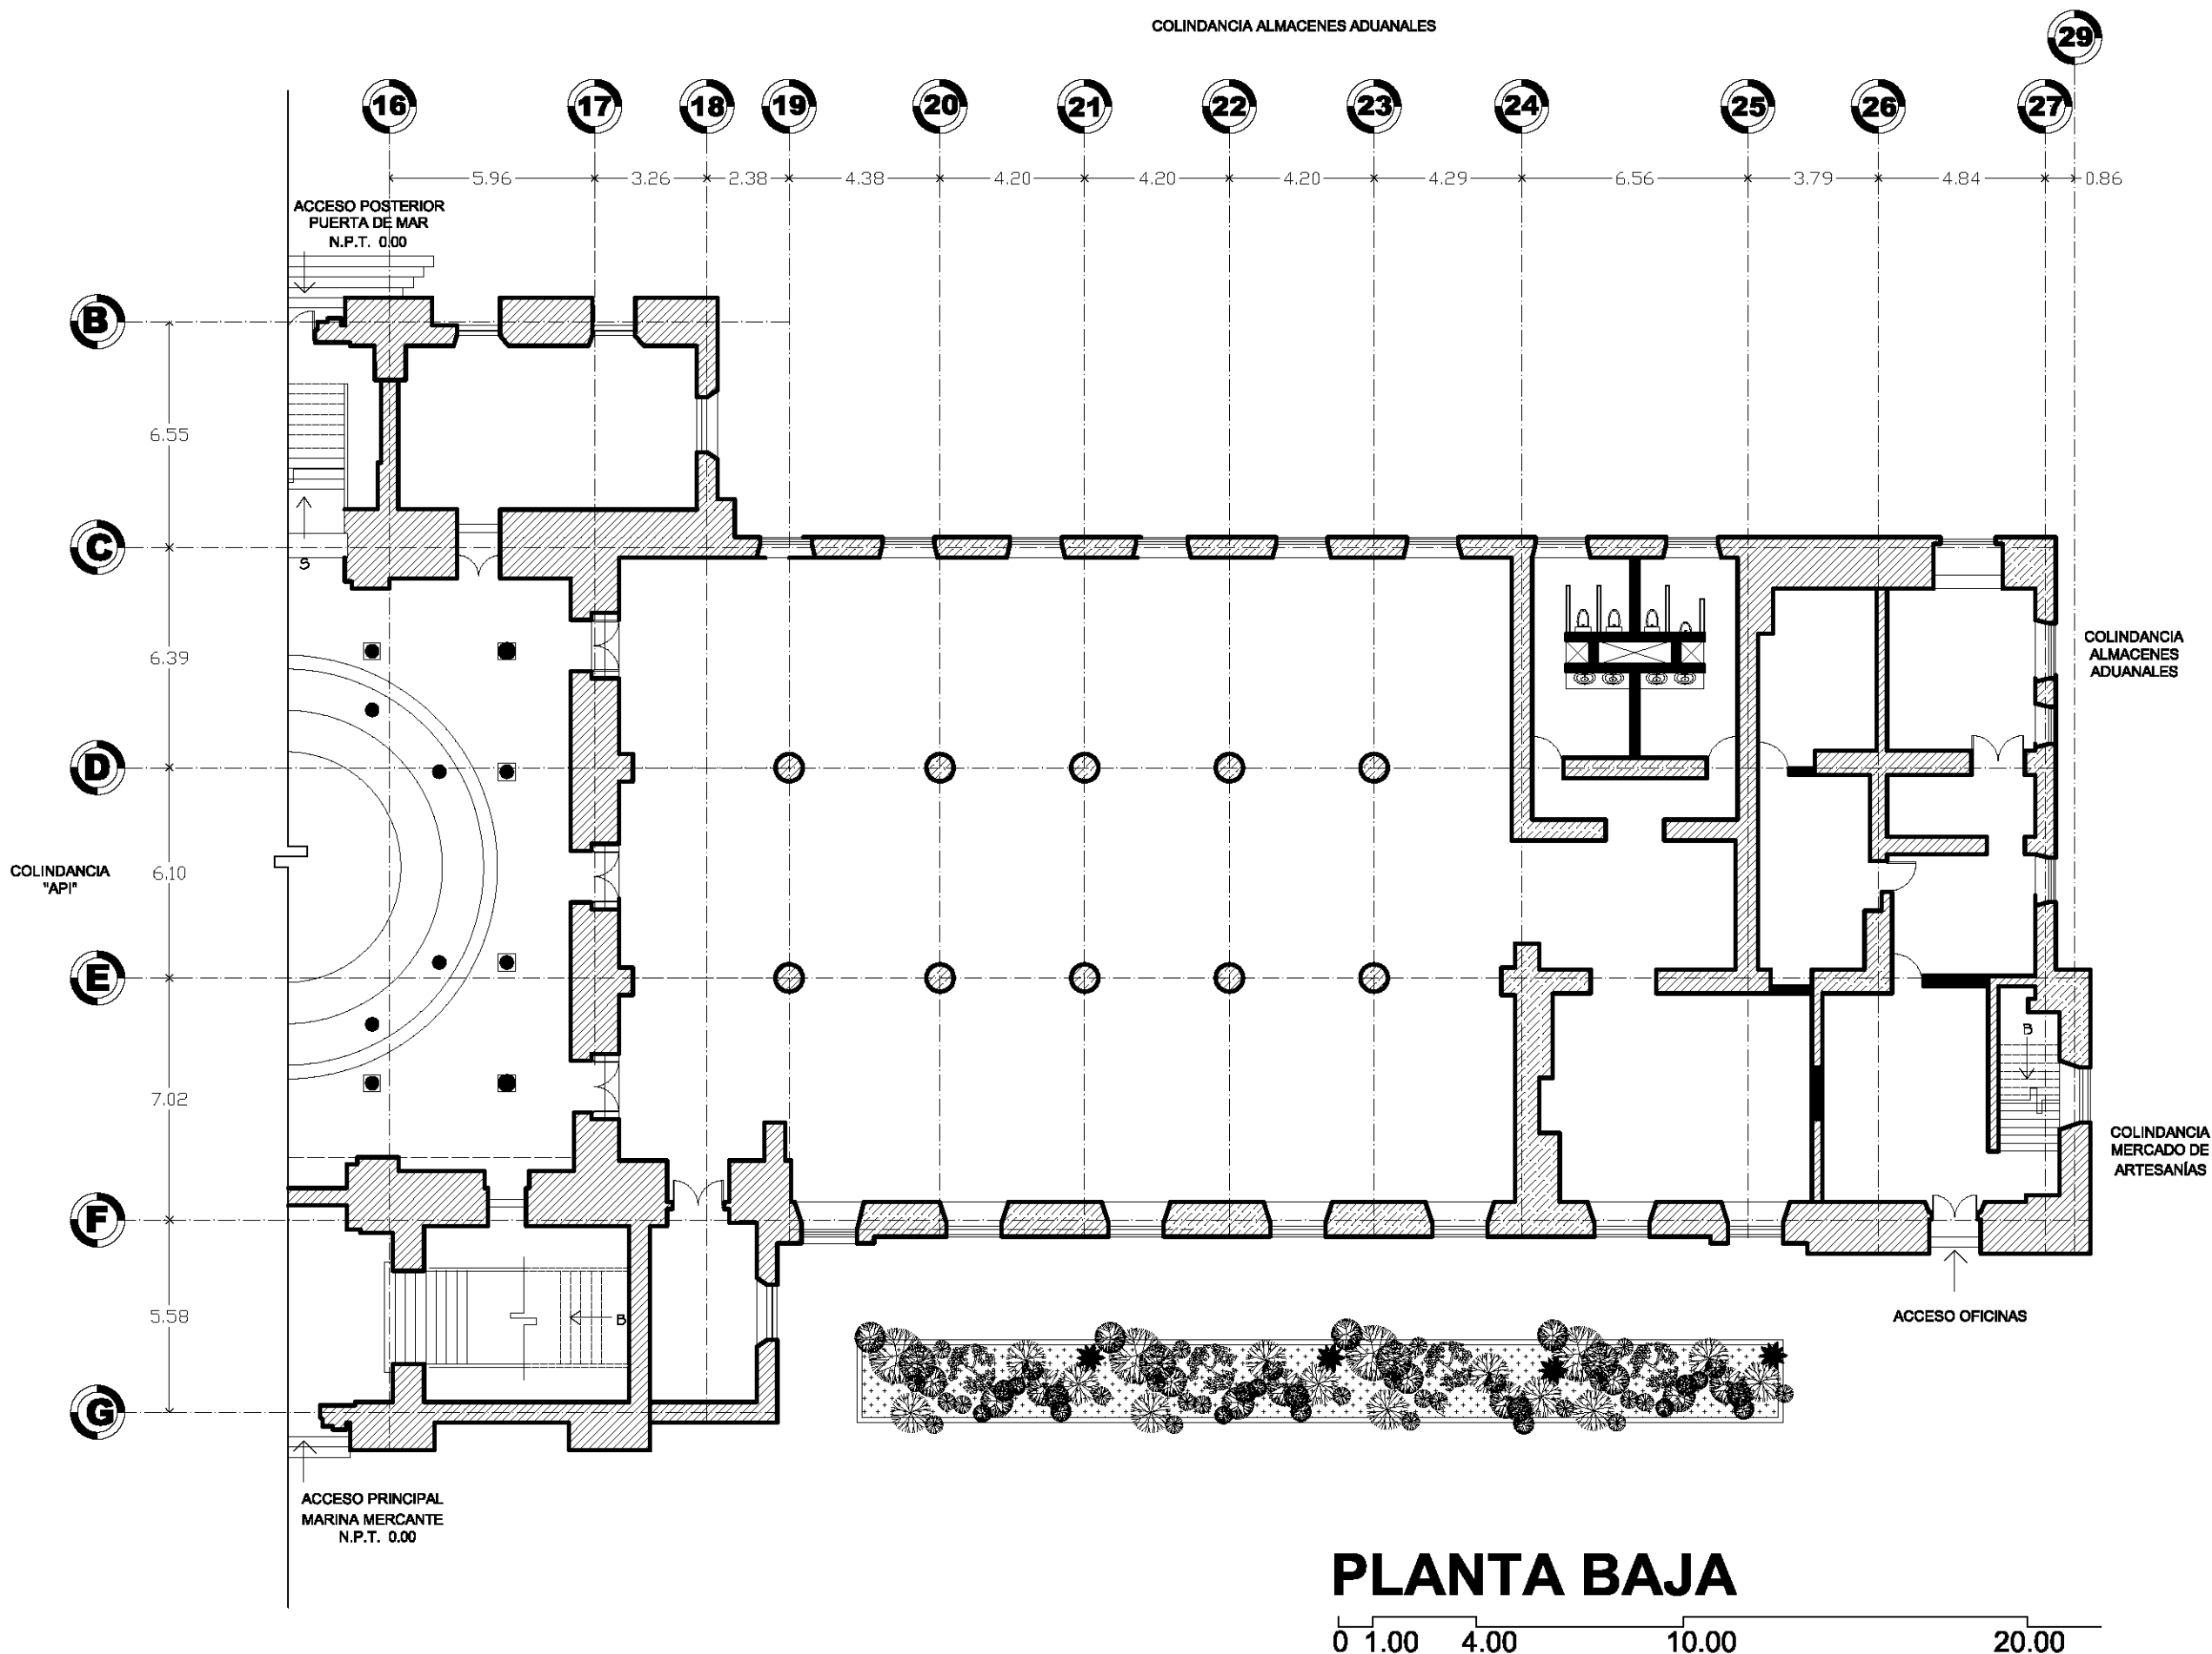 COLINDANCIA ALMACENES ADUANALES
29
16 17 18 19 20 21 22 23 24 25 26 27
5.96 3.26 2.38 4.38 4.20 4.20 4.20 4.29 6.56 3.79 4.84 0.86
ACCESO POSTERIOR
PUERTA DE MAR
N.P.T. 0.00
B
6.55
C
S
6.39
COLINDANCIA
ALMACENES
ADUANALES
D
COLINDANCIA
"API"
6.10
E
B
7.02
COLINDANCIA
MERCADO DE
ARTESANÍAS
F
5.58
B
ACCESO OFICINAS
G
ACCESO PRINCIPAL
MARINA MERCANTE
N.P.T. 0.00
PLANTA BAJA
0 1.00 4.00 10.00 20.00